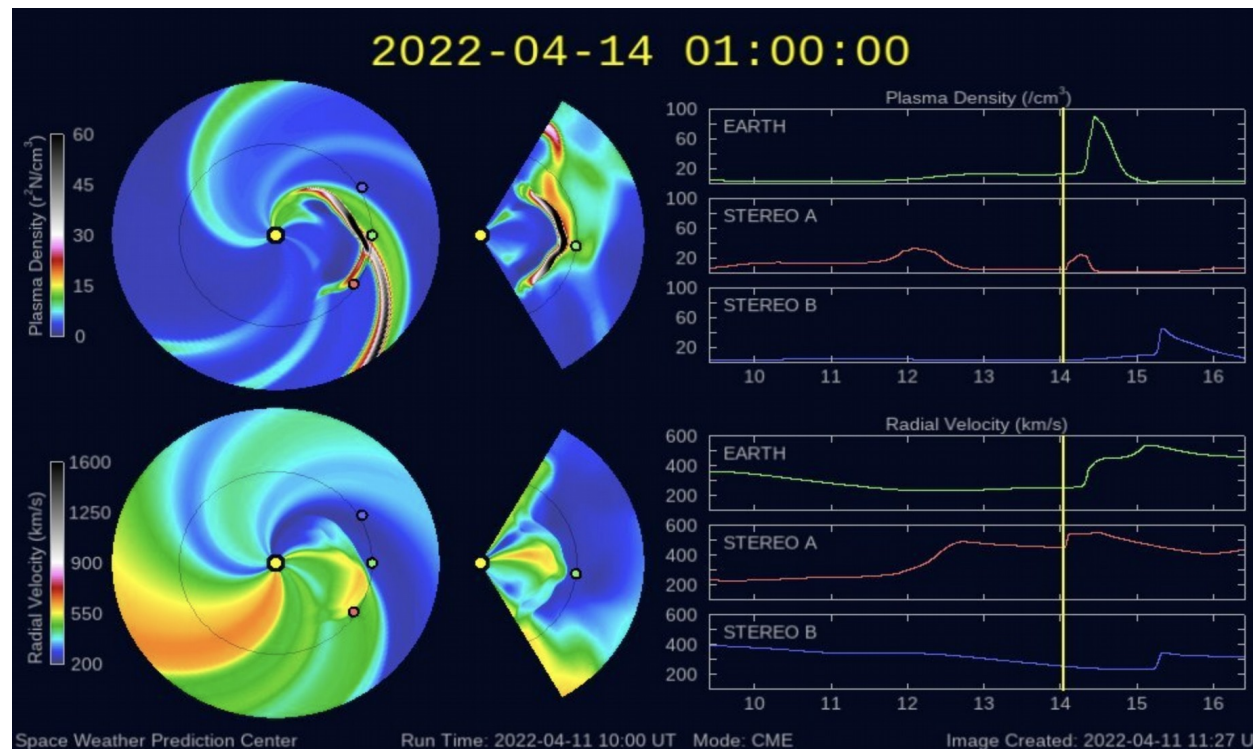 2022-04-14 01:00:00
Plasma Density (r²N/cm³)
60
45
30
15
0
Plasma Density (/cm³)
EARTH
100
60
20
STEREO A
100
60
20
STEREO B
100
60
20
10 11 12 13 14 15 16
Radial Velocity (km/s)
1600
1250
900
550
200
Radial Velocity (km/s)
EARTH
600
400
200
STEREO A
600
400
200
STEREO B
600
400
200
10 11 12 13 14 15 16
Space Weather Prediction Center Run Time: 2022-04-11 10:00 UT Mode: CME Image Created: 2022-04-11 11:27 U